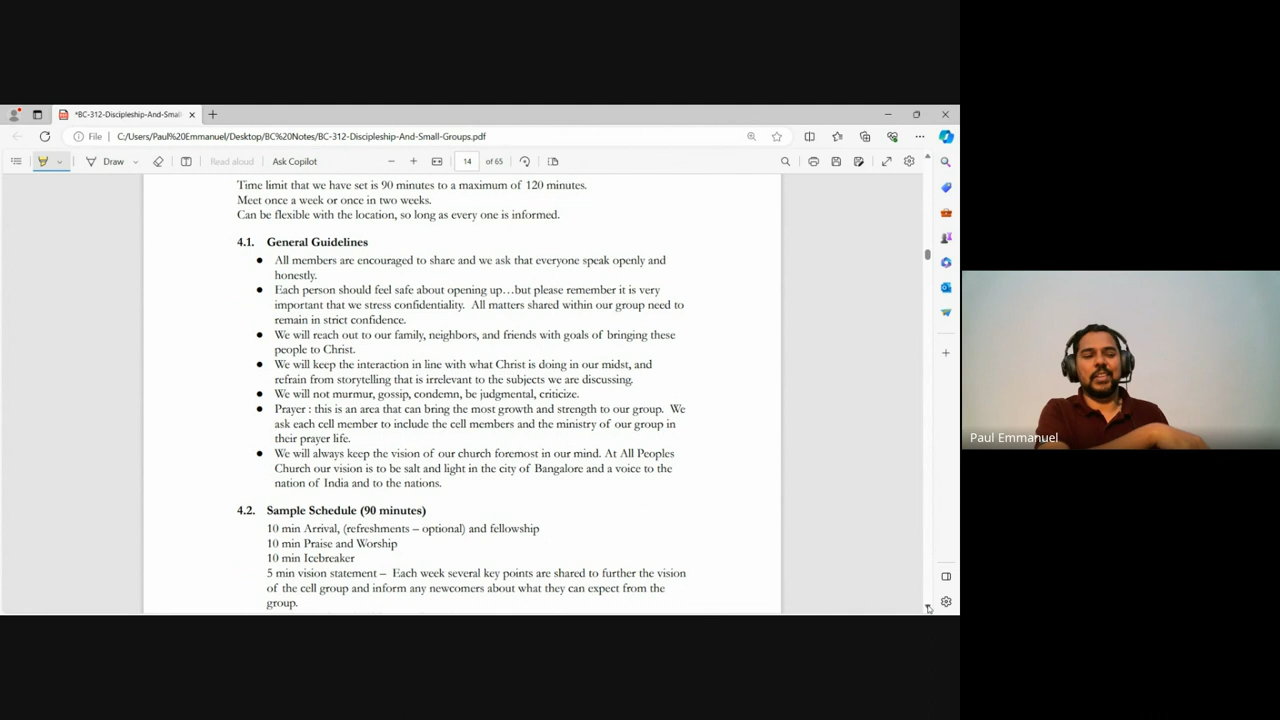 *BC-312-Discipleship-And-Smal
File
C:/Users/Paul%20Emmanuel/Desktop/BC%20Notes/BC-312-Discipleship-And-Small-Groups.pdf
Draw
Read aloud
Ask Copilot
14
of 65
Time limit that we have set is 90 minutes to a maximum of 120 minutes.
Meet once a week or once in two weeks.
Can be flexible with the location, so long as every one is informed.
4.1. General Guidelines
● All members are encouraged to share and we ask that everyone speak openly and
honestly.
● Each person should feel safe about opening up…but please remember it is very
important that we stress confidentiality. All matters shared within our group need to
remain in strict confidence.
● We will reach out to our family, neighbors, and friends with goals of bringing these
people to Christ.
● We will keep the interaction in line with what Christ is doing in our midst, and
refrain from storytelling that is irrelevant to the subjects we are discussing.
● We will not murmur, gossip, condemn, be judgmental, criticize.
● Prayer : this is an area that can bring the most growth and strength to our group. We
ask each cell member to include the cell members and the ministry of our group in
their prayer life.
● We will always keep the vision of our church foremost in our mind. At All Peoples
Church our vision is to be salt and light in the city of Bangalore and a voice to the
nation of India and to the nations.
4.2. Sample Schedule (90 minutes)
10 min Arrival, (refreshments – optional) and fellowship
10 min Praise and Worship
10 min Icebreaker
5 min vision statement – Each week several key points are shared to further the vision
of the cell group and inform any newcomers about what they can expect from the
group.
Paul Emmanuel